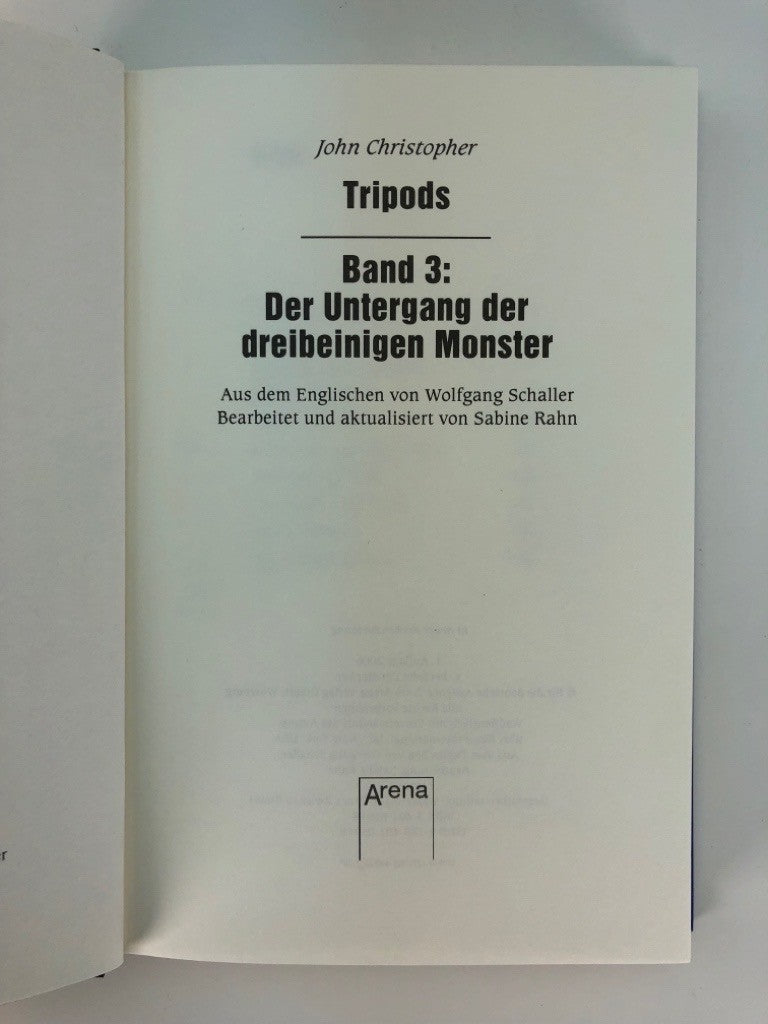 John Christopher
Tripods
Band 3:
Der Untergang der
dreibeinigen Monster
Aus dem Englischen von Wolfgang Schaller
Bearbeitet und aktualisiert von Sabine Rahn
Arena
r